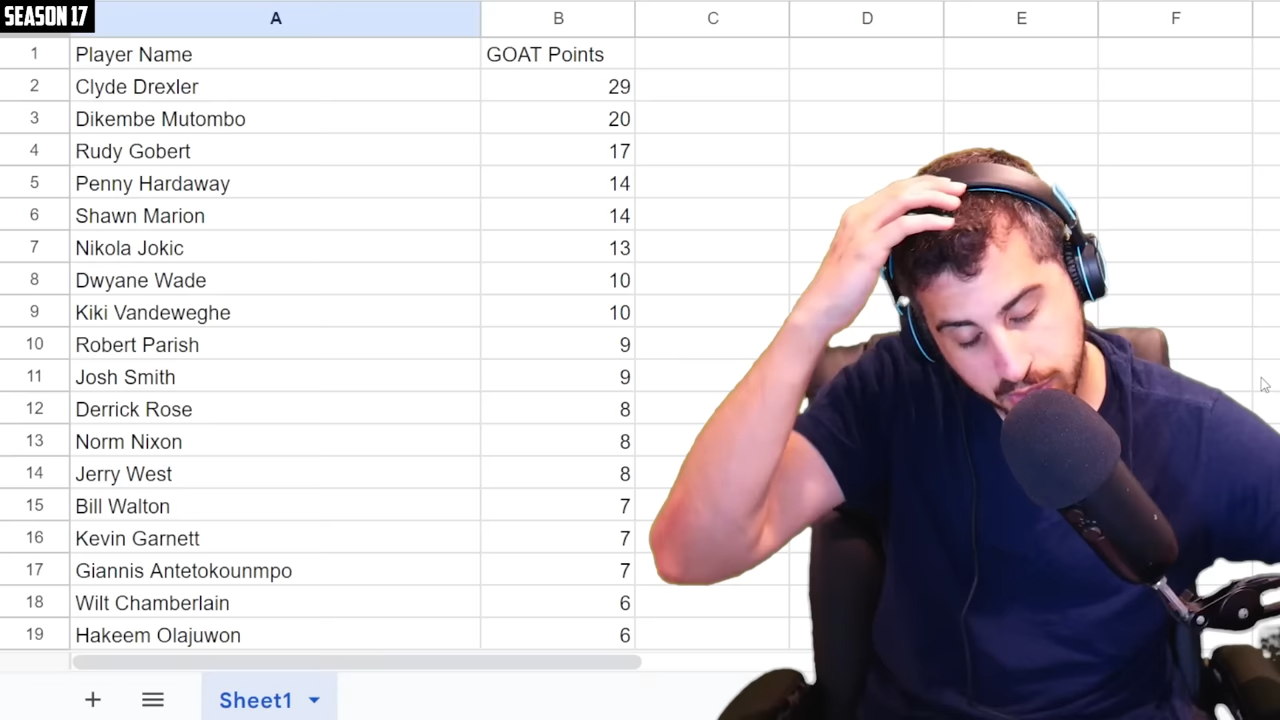 SEASON 17
A B C D E F
1 Player Name GOAT Points
2 Clyde Drexler 29
3 Dikembe Mutombo 20
4 Rudy Gobert 17
5 Penny Hardaway 14
6 Shawn Marion 14
7 Nikola Jokic 13
8 Dwyane Wade 10
9 Kiki Vandeweghe 10
10 Robert Parish 9
11 Josh Smith 9
12 Derrick Rose 8
13 Norm Nixon 8
14 Jerry West 8
15 Bill Walton 7
16 Kevin Garnett 7
17 Giannis Antetokounmpo 7
18 Wilt Chamberlain 6
19 Hakeem Olajuwon 6
Sheet1